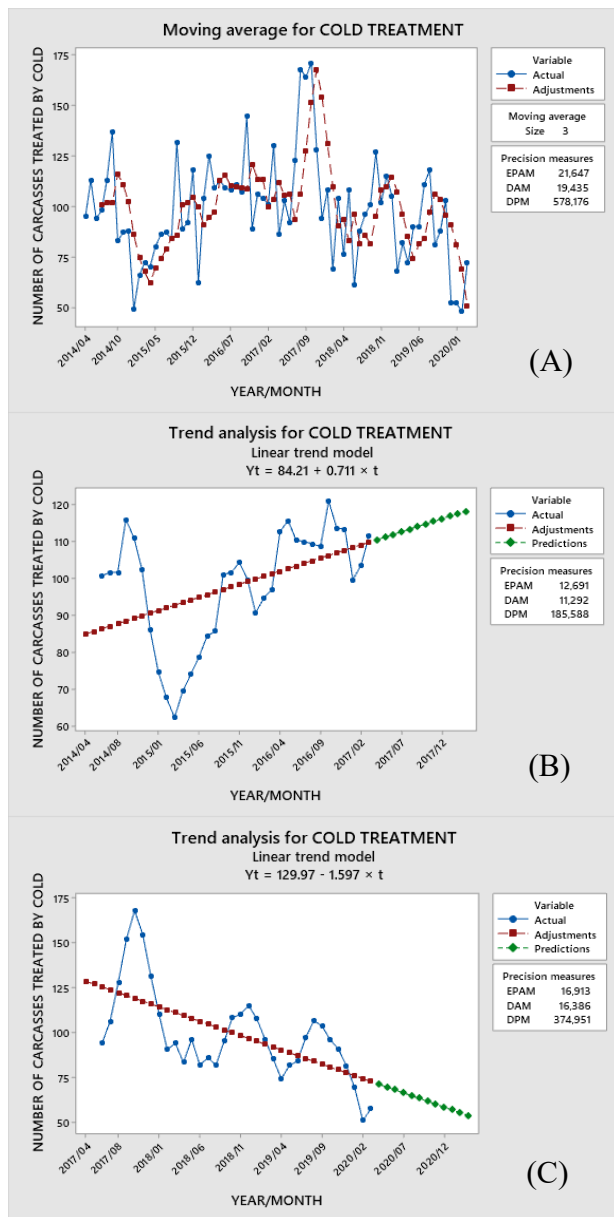 Moving average for COLD TREATMENT
NUMBER OF CARCASSES TREATED BY COLD
175
150
125
100
75
50
2014/04
2014/10
2015/05
2015/12
2016/07
2017/02
2017/09
2018/04
2018/11
2019/06
2020/01
YEAR/MONTH
Variable
Actual
Adjustments
Moving average
Size 3
Precision measures
EPAM 21,647
DAM 19,435
DPM 578,176
(A)
Trend analysis for COLD TREATMENT
Linear trend model
Yt = 84.21 + 0.711 × t
NUMBER OF CARCASSES TREATED BY COLD
120
110
100
90
80
70
60
2014/04
2014/08
2015/01
2015/06
2015/11
2016/04
2016/09
2017/02
2017/07
2017/12
YEAR/MONTH
Variable
Actual
Adjustments
Predictions
Precision measures
EPAM 12,691
DAM 11,292
DPM 185,588
(B)
Trend analysis for COLD TREATMENT
Linear trend model
Yt = 129.97 - 1.597 × t
NUMBER OF CARCASSES TREATED BY COLD
175
150
125
100
75
50
2017/04
2017/08
2018/01
2018/06
2018/11
2019/04
2019/09
2020/02
2020/07
2020/12
YEAR/MONTH
Variable
Actual
Adjustments
Predictions
Precision measures
EPAM 16,913
DAM 16,386
DPM 374,951
(C)